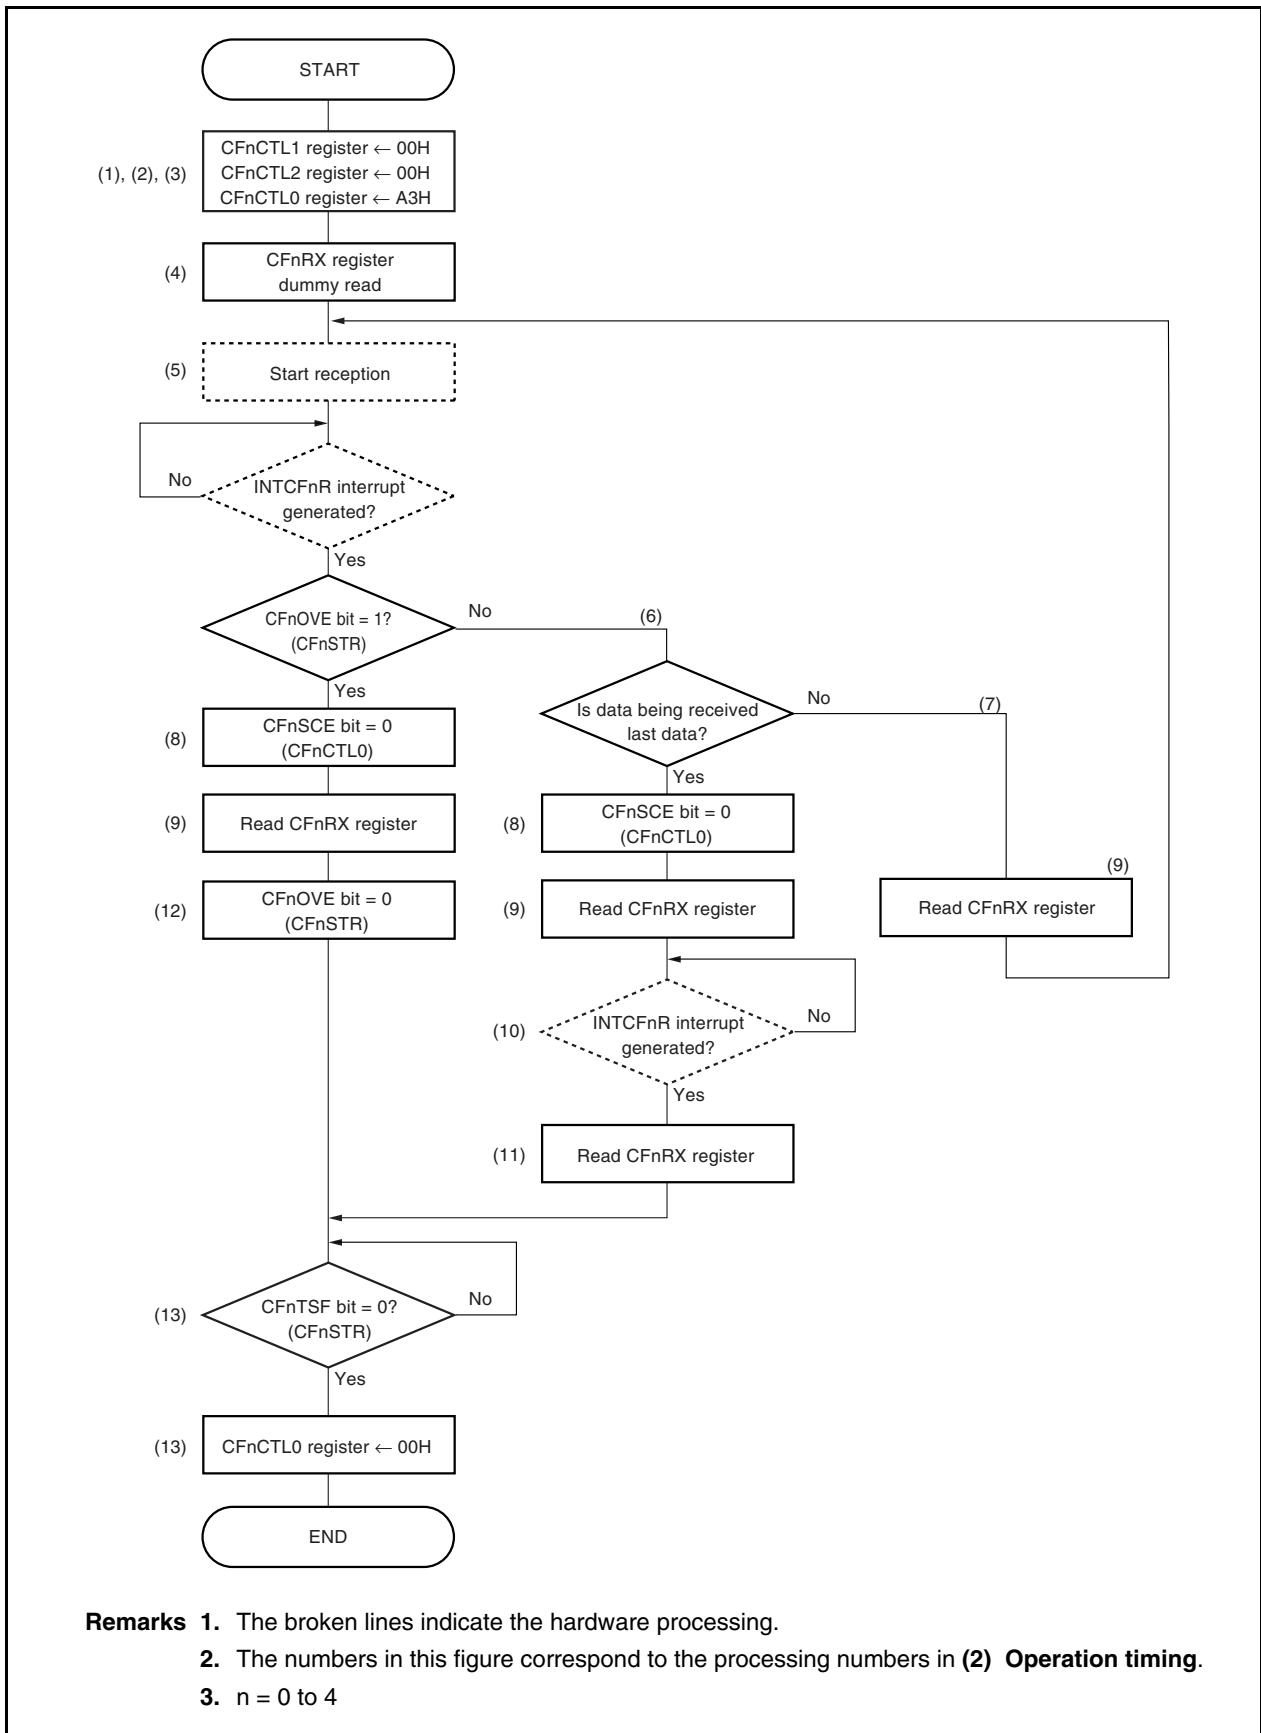 START
(1), (2), (3)
CFnCTL1 register ← 00H
CFnCTL2 register ← 00H
CFnCTL0 register ← A3H
(4)
CFnRX register
dummy read
(5)
Start reception
No
INTCFnR interrupt
generated?
Yes
CFnOVE bit = 1?
(CFnSTR)
No
(6)
Yes
Is data being received
last data?
No
(7)
Yes
(8)
CFnSCE bit = 0
(CFnCTL0)
(8)
CFnSCE bit = 0
(CFnCTL0)
(9)
Read CFnRX register
(9)
Read CFnRX register
(9)
Read CFnRX register
(12)
CFnOVE bit = 0
(CFnSTR)
(10)
INTCFnR interrupt
generated?
No
Yes
(11)
Read CFnRX register
(13)
CFnTSF bit = 0?
(CFnSTR)
No
Yes
(13)
CFnCTL0 register ← 00H
END
Remarks 1. The broken lines indicate the hardware processing.
2. The numbers in this figure correspond to the processing numbers in (2) Operation timing.
3. n = 0 to 4